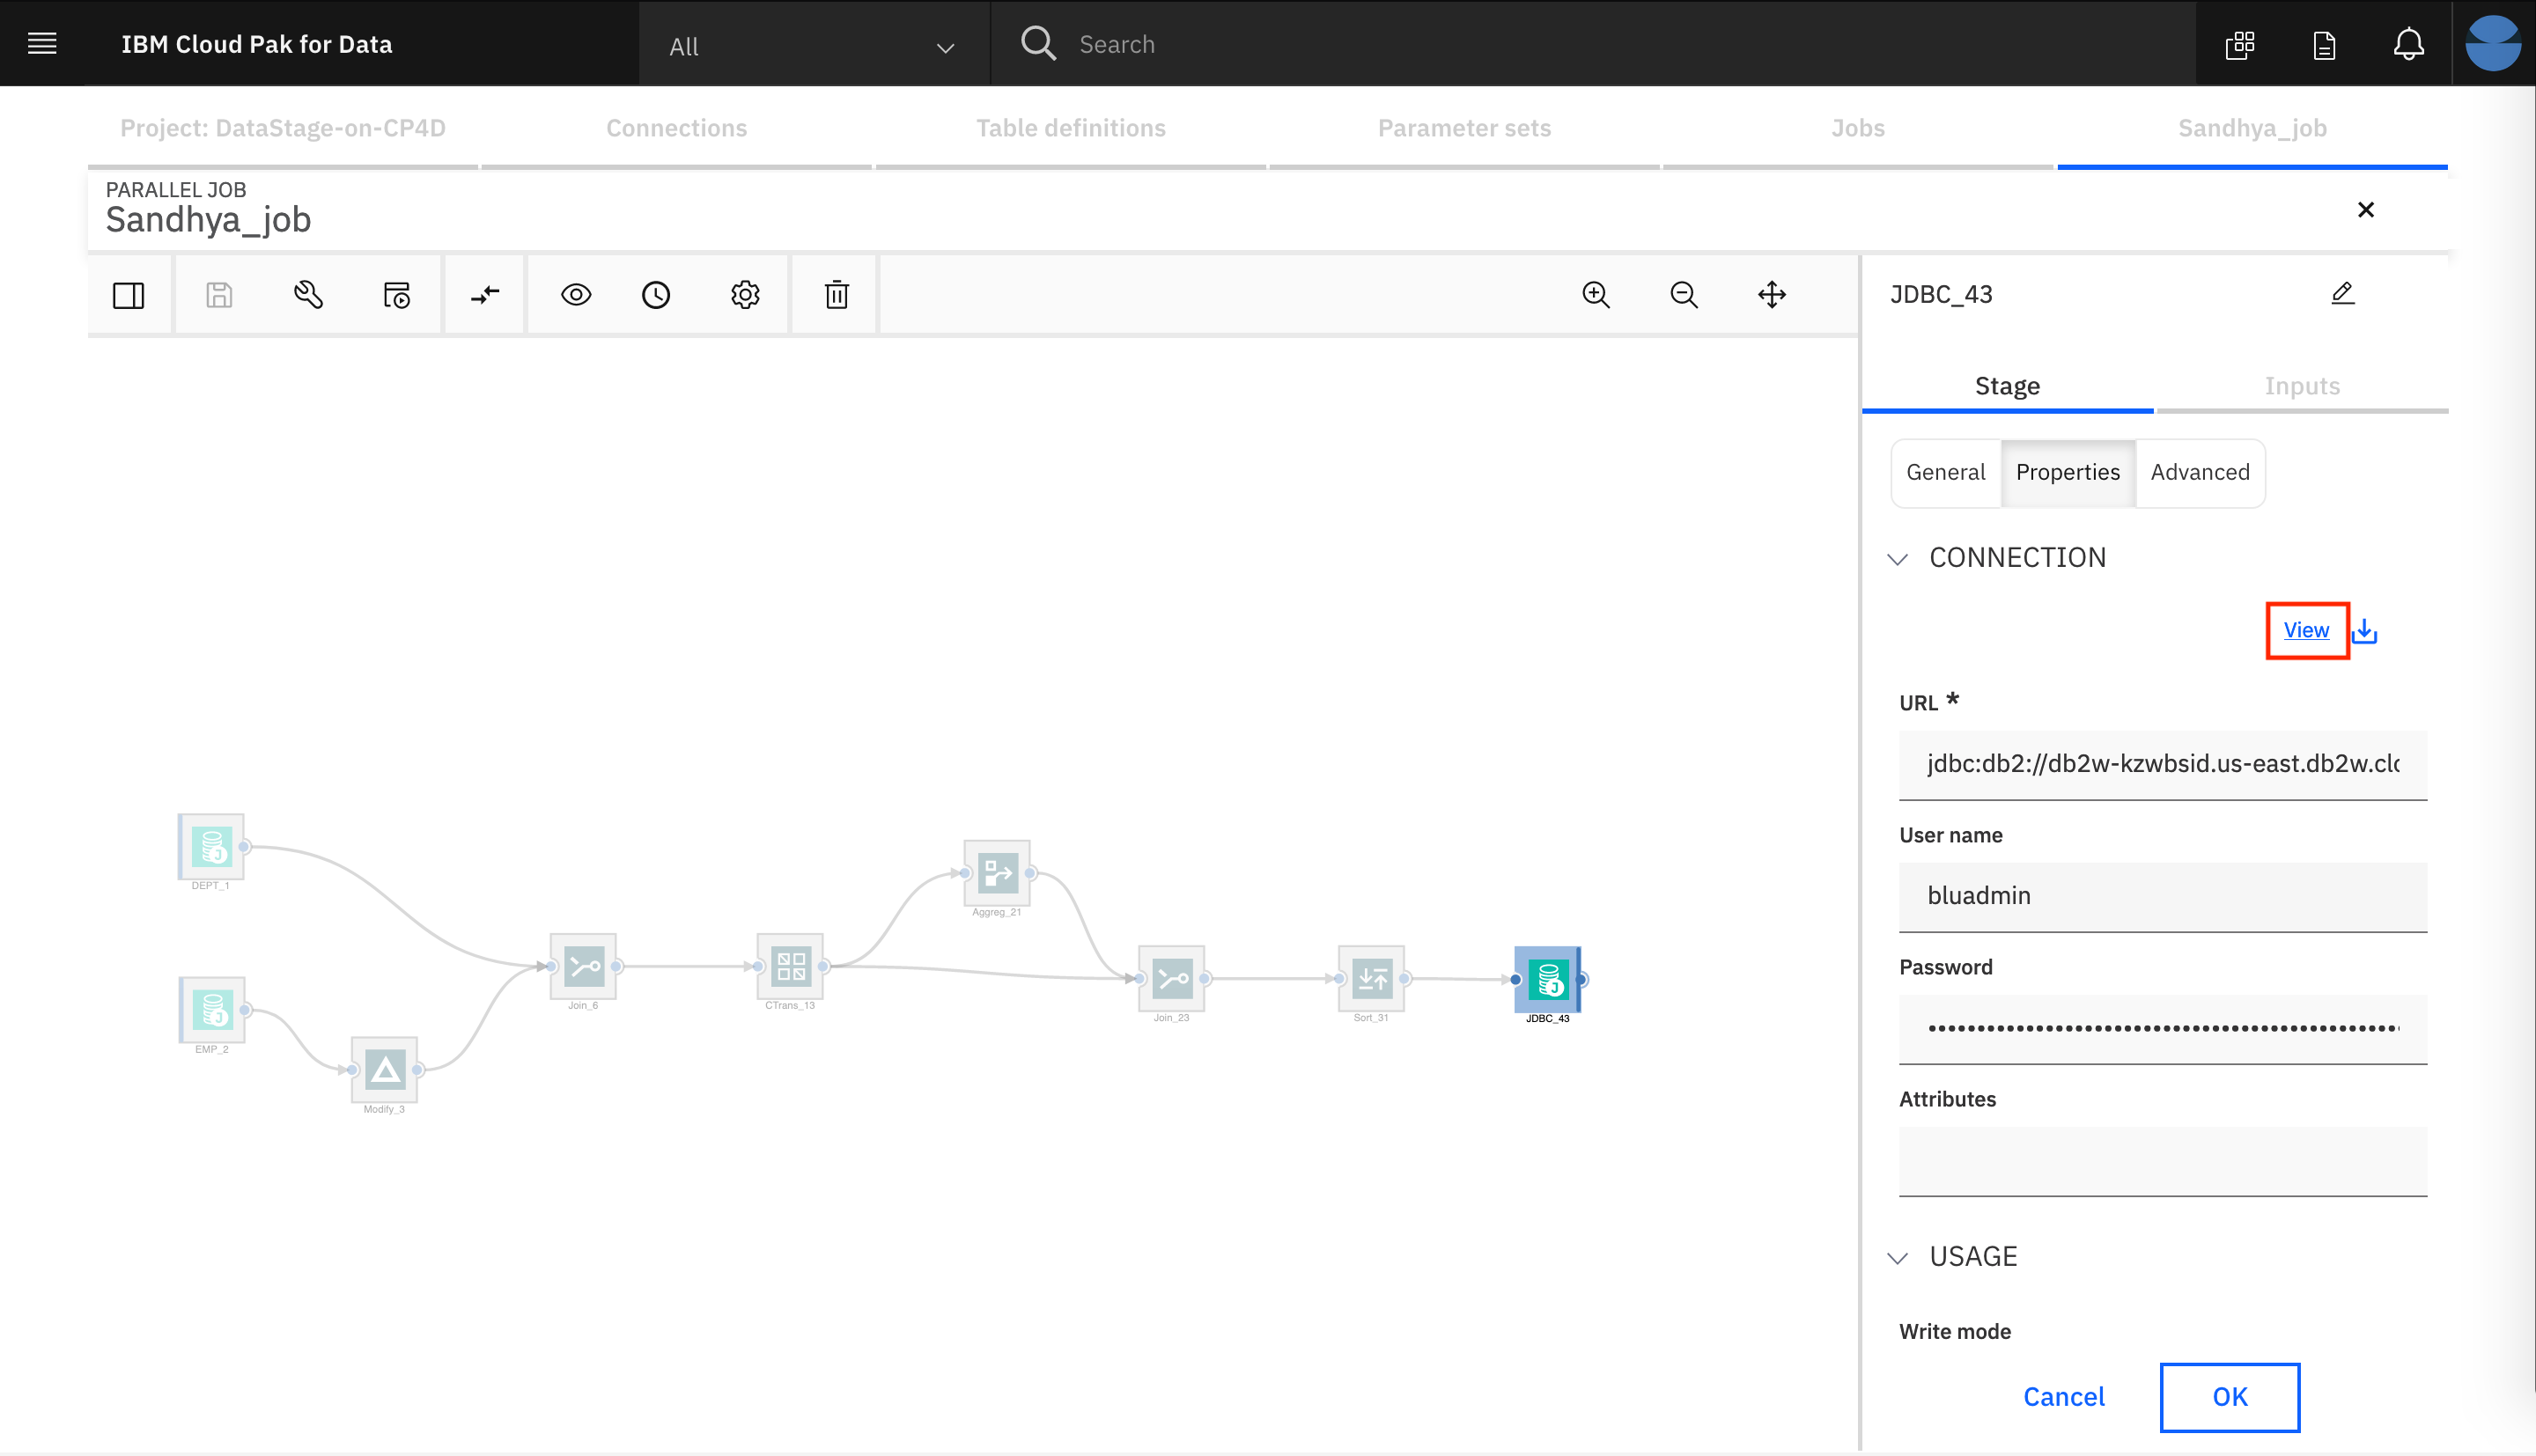 IBM Cloud Pak for Data
All
Search
Project: DataStage-on-CP4D
Connections
Table definitions
Parameter sets
Jobs
Sandhya_job
PARALLEL JOB
Sandhya_job
JDBC_43
Stage
Inputs
General
Properties
Advanced
CONNECTION
View
URL *
jdbc:db2://db2w-kzwbsid.us-east.db2w.clo
User name
bluadmin
Password
Attributes
USAGE
Write mode
Cancel
OK
DEPT_1
EMP_2
Modify_3
Join_6
CTrans_13
Aggreg_21
Join_23
Sort_31
JDBC_43